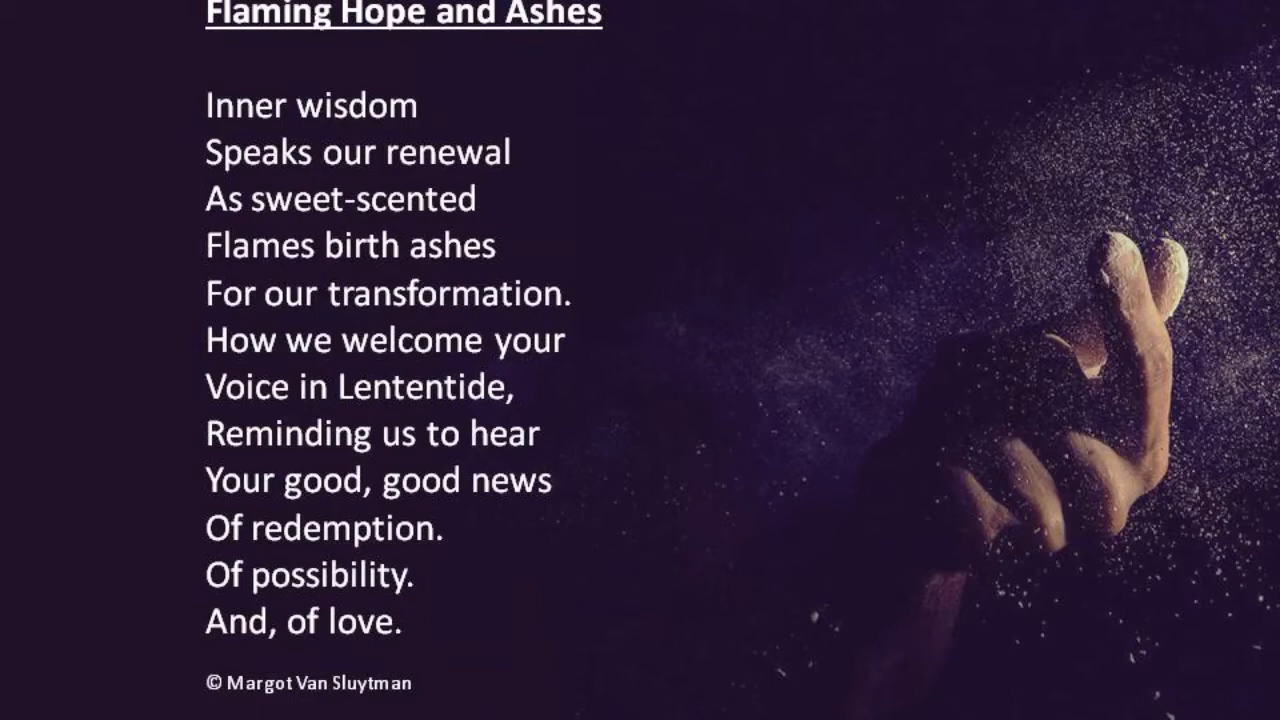 Flaming Hope and Ashes
Inner wisdom
Speaks our renewal
As sweet-scented
Flames birth ashes
For our transformation.
How we welcome your
Voice in Lententide,
Reminding us to hear
Your good, good news
Of redemption.
Of possibility.
And, of love.
© Margot Van Sluytman